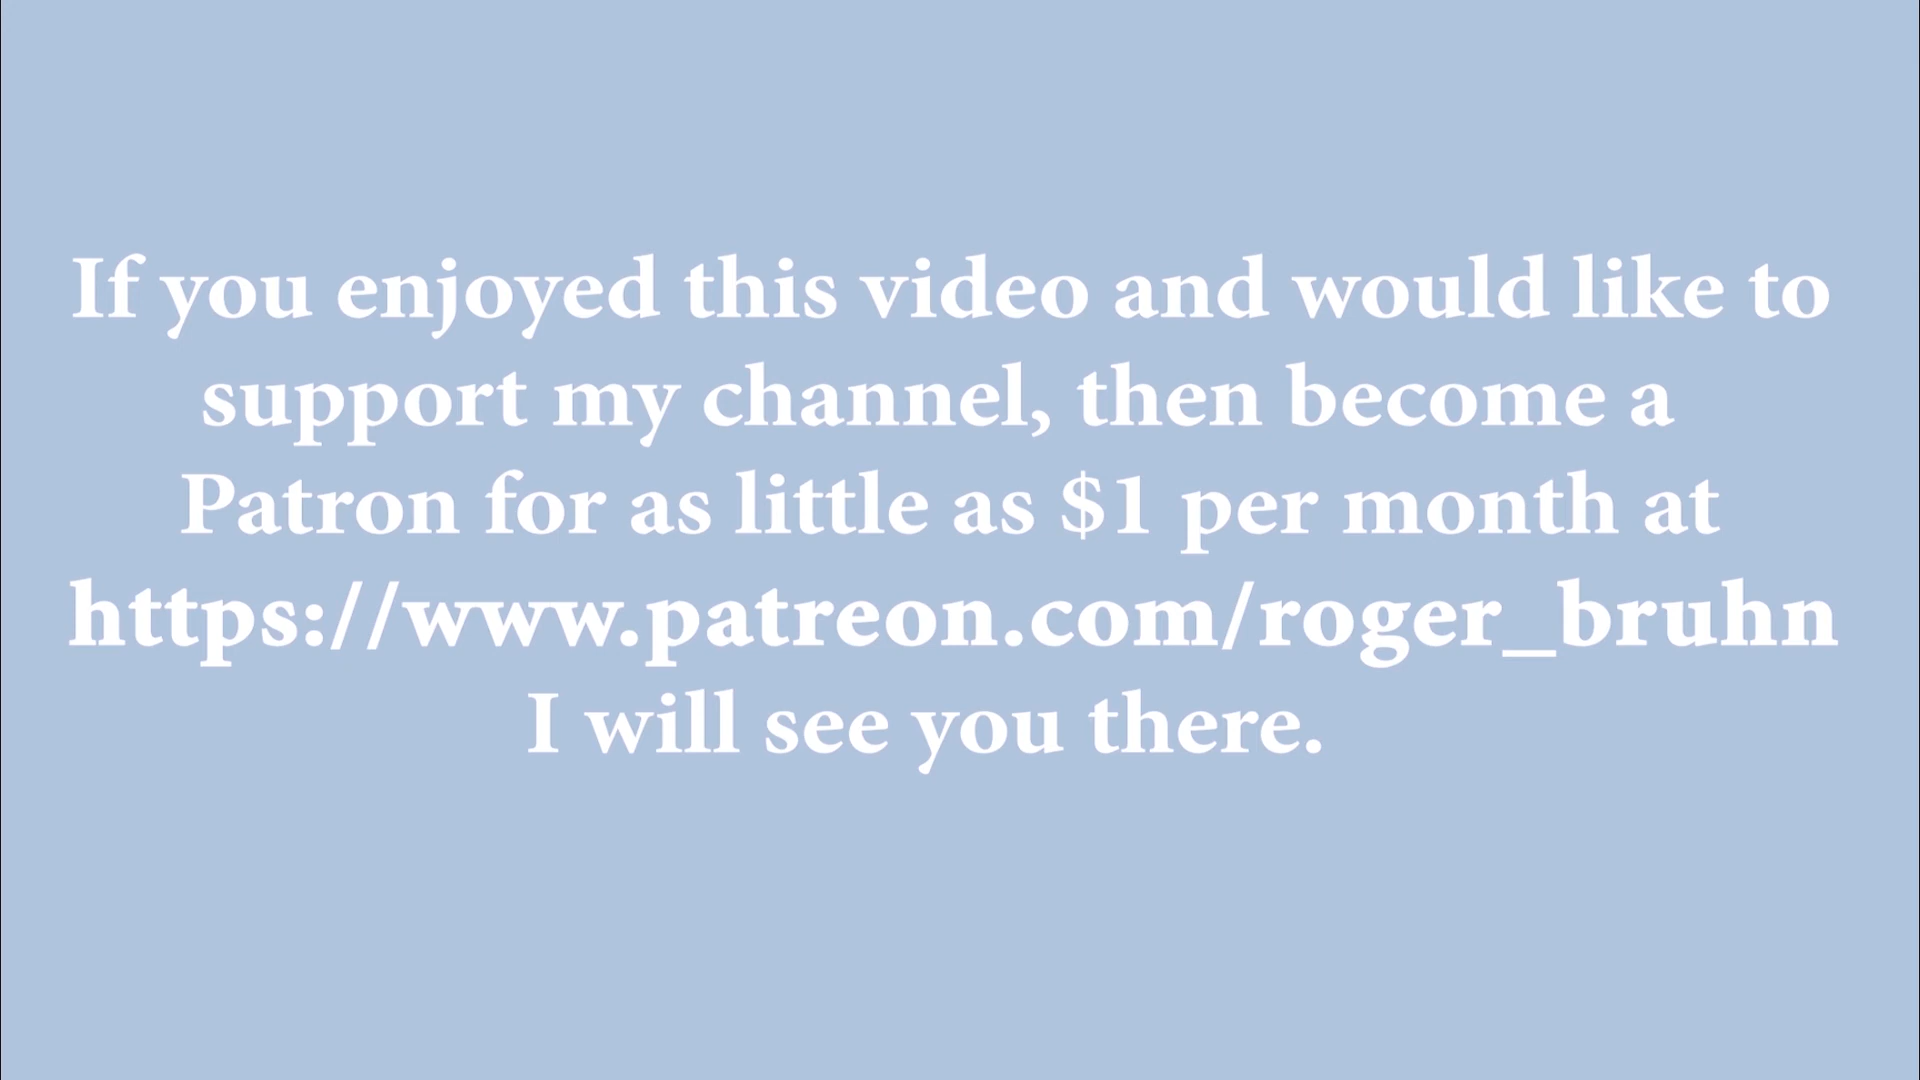 If you enjoyed this video and would like to
support my channel, then become a
Patron for as little as $1 per month at
https://www.patreon.com/roger_bruhn
I will see you there.